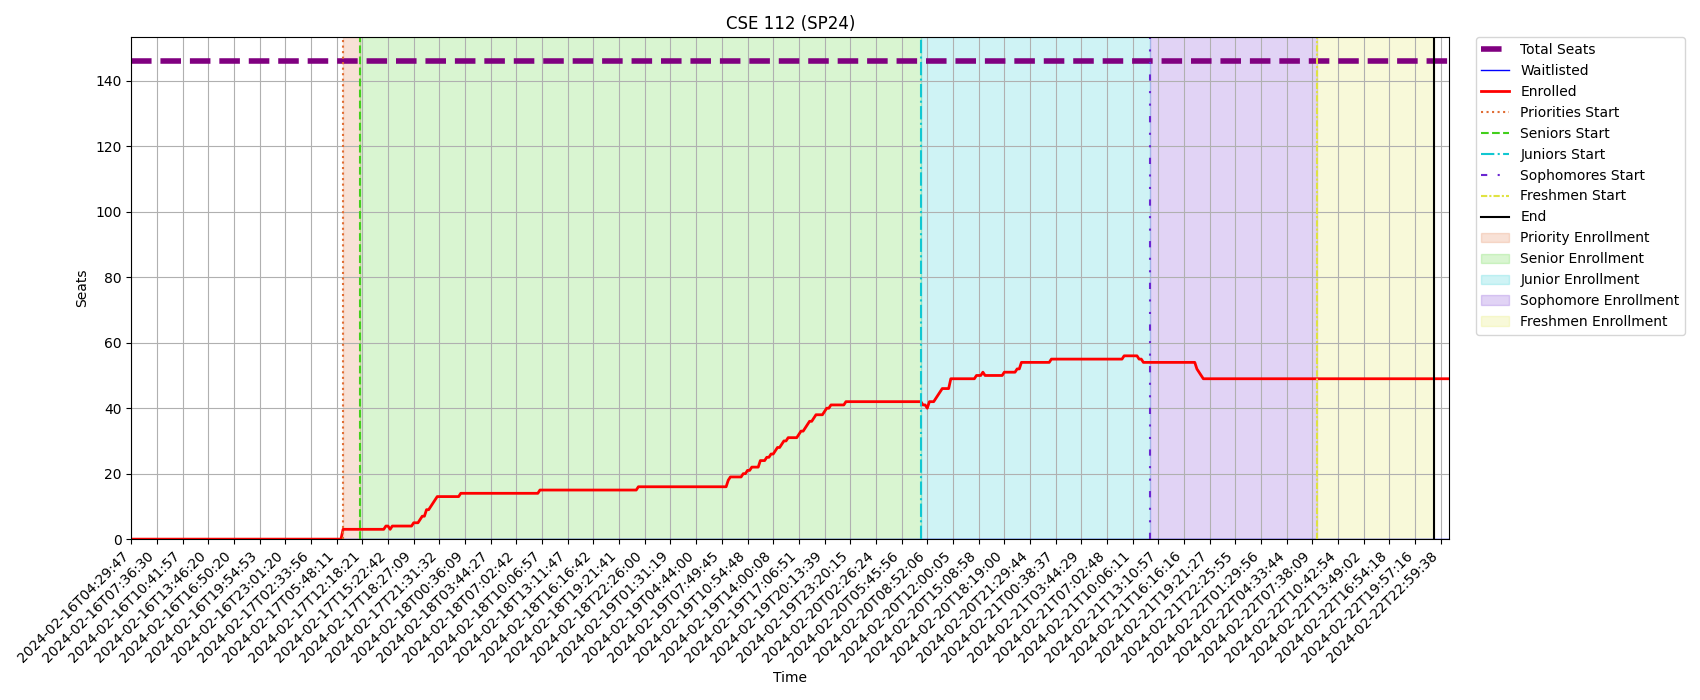 CSE 112 (SP24)
Total Seats
Waitlisted
Enrolled
Priorities Start
Seniors Start
Juniors Start
Sophomores Start
Freshmen Start
End
Priority Enrollment
Senior Enrollment
Junior Enrollment
Sophomore Enrollment
Freshmen Enrollment
Seats
140
120
100
80
60
40
20
0
2024-02-16T04:29:47
2024-02-16T07:36:30
2024-02-16T10:41:57
2024-02-16T13:46:20
2024-02-16T16:50:20
2024-02-16T19:54:53
2024-02-16T23:01:20
2024-02-17T02:33:56
2024-02-17T05:48:11
2024-02-17T12:18:21
2024-02-17T15:22:42
2024-02-17T18:27:09
2024-02-17T21:31:32
2024-02-18T00:36:09
2024-02-18T03:44:27
2024-02-18T07:02:42
2024-02-18T10:06:57
2024-02-18T13:11:47
2024-02-18T16:16:42
2024-02-18T19:21:41
2024-02-18T22:26:00
2024-02-19T01:31:19
2024-02-19T04:44:00
2024-02-19T07:49:45
2024-02-19T10:54:48
2024-02-19T14:00:08
2024-02-19T17:06:51
2024-02-19T20:13:39
2024-02-19T23:20:15
2024-02-20T02:26:24
2024-02-20T05:45:56
2024-02-20T08:52:06
2024-02-20T12:00:05
2024-02-20T15:08:58
2024-02-20T18:19:00
2024-02-20T21:29:44
2024-02-21T00:38:37
2024-02-21T03:44:29
2024-02-21T07:02:48
2024-02-21T10:06:11
2024-02-21T13:10:57
2024-02-21T16:16:16
2024-02-21T19:21:27
2024-02-21T22:25:55
2024-02-22T01:29:56
2024-02-22T04:33:44
2024-02-22T07:38:09
2024-02-22T10:42:54
2024-02-22T13:49:02
2024-02-22T16:54:18
2024-02-22T19:57:16
2024-02-22T22:59:38
Time